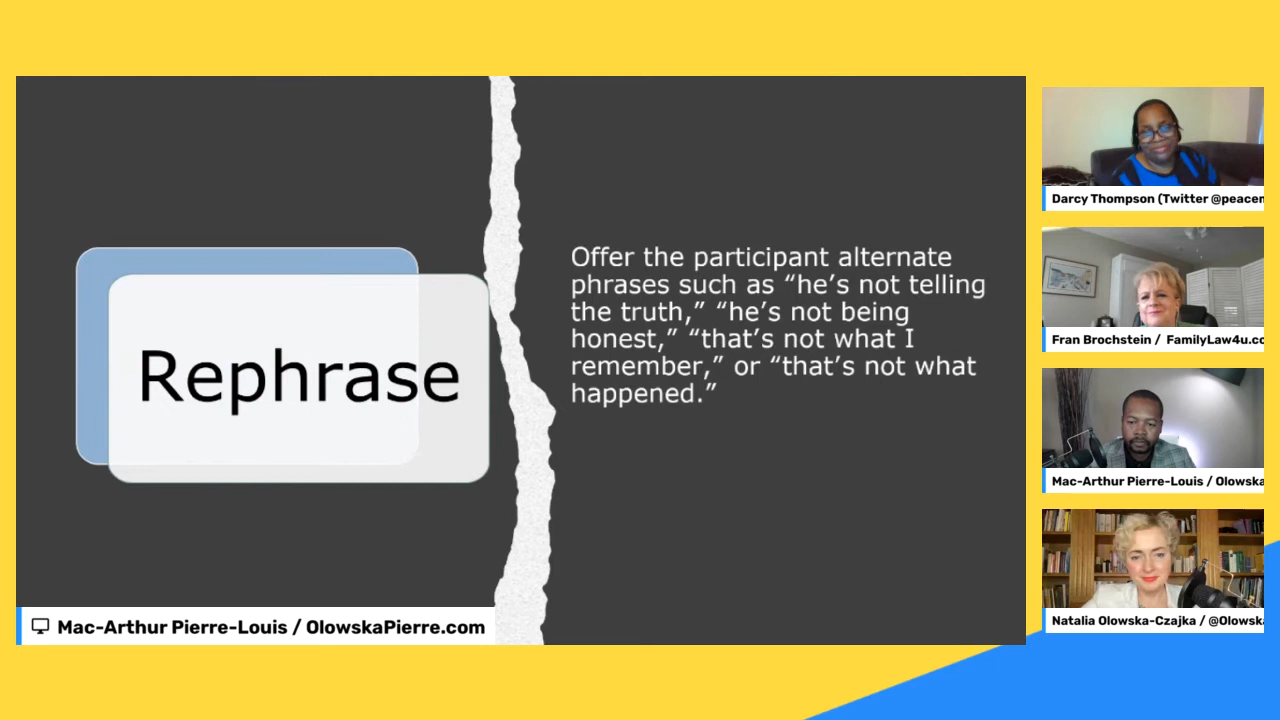 Rephrase
Offer the participant alternate
phrases such as “he’s not telling
the truth,” “he’s not being
honest,” “that’s not what I
remember,” or “that’s not what
happened.”
Mac-Arthur Pierre-Louis / OlowskaPierre.com
Darcy Thompson (Twitter @peacem
Fran Brochstein / FamilyLaw4u.co
Mac-Arthur Pierre-Louis / Olowska
Natalia Olowska-Czajka / @Olowska